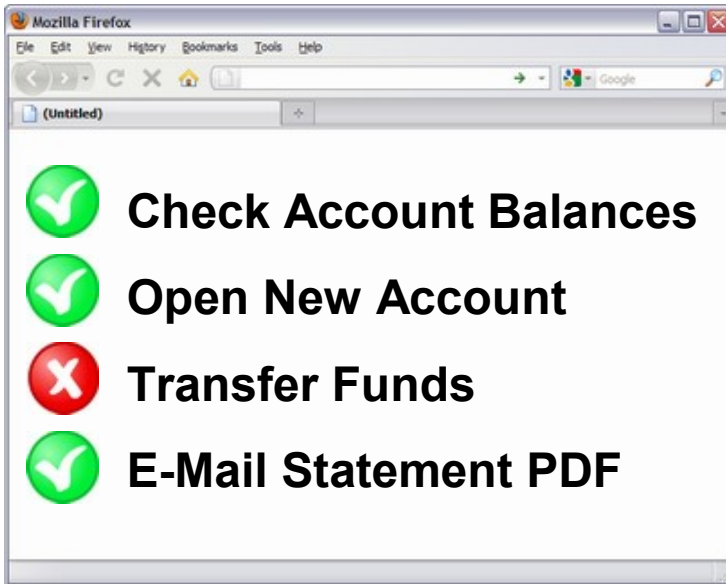 Mozilla Firefox
File Edit View History Bookmarks Tools Help
Google
(Untitled)
Check Account Balances
Open New Account
Transfer Funds
E-Mail Statement PDF